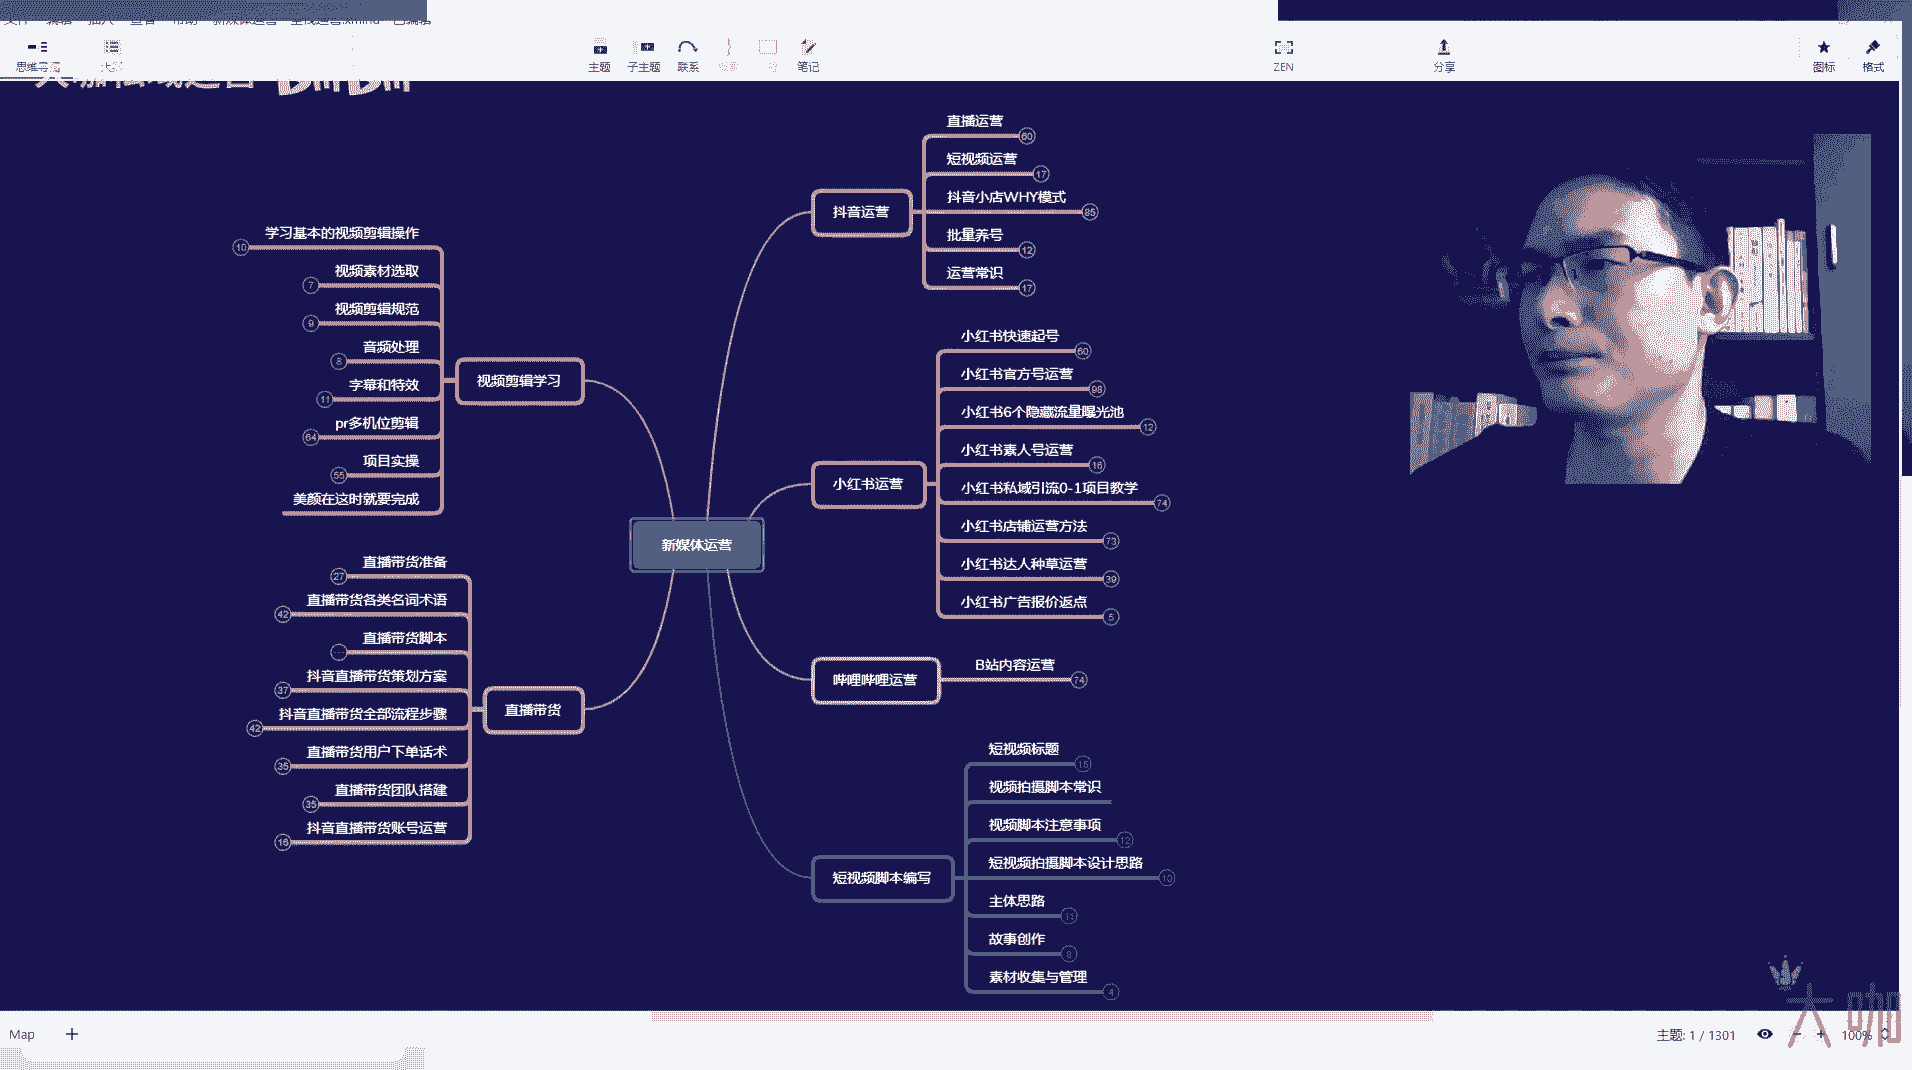 主题
子主题
联系
笔记
ZEN
分享
图标
格式
直播运营
60
短视频运营
17
抖音小店WHY模式
85
批量养号
12
运营常识
17
抖音运营
小红书快速起号
60
小红书官方号运营
98
小红书6个隐藏流量曝光池
12
小红书素人号运营
16
小红书私域引流0-1项目教学
74
小红书店铺运营方法
73
小红书达人种草运营
39
小红书广告报价返点
5
小红书运营
哔哩哔哩运营
B站内容运营
74
短视频标题
15
视频拍摄脚本常识
视频脚本注意事项
12
短视频拍摄脚本设计思路
10
主体思路
11
故事创作
8
素材收集与管理
4
短视频脚本编写
新媒体运营
学习基本的视频剪辑操作
10
视频素材选取
7
视频剪辑规范
9
音频处理
8
字幕和特效
11
pr多机位剪辑
64
项目实操
55
美颜在这时就要完成
视频剪辑学习
直播带货准备
27
直播带货各类名词术语
42
直播带货脚本
抖音直播带货策划方案
37
抖音直播带货全部流程步骤
42
直播带货用户下单话术
35
直播带货团队搭建
35
抖音直播带货账号运营
16
直播带货
Map
主题: 1 / 1301
100%
大咖